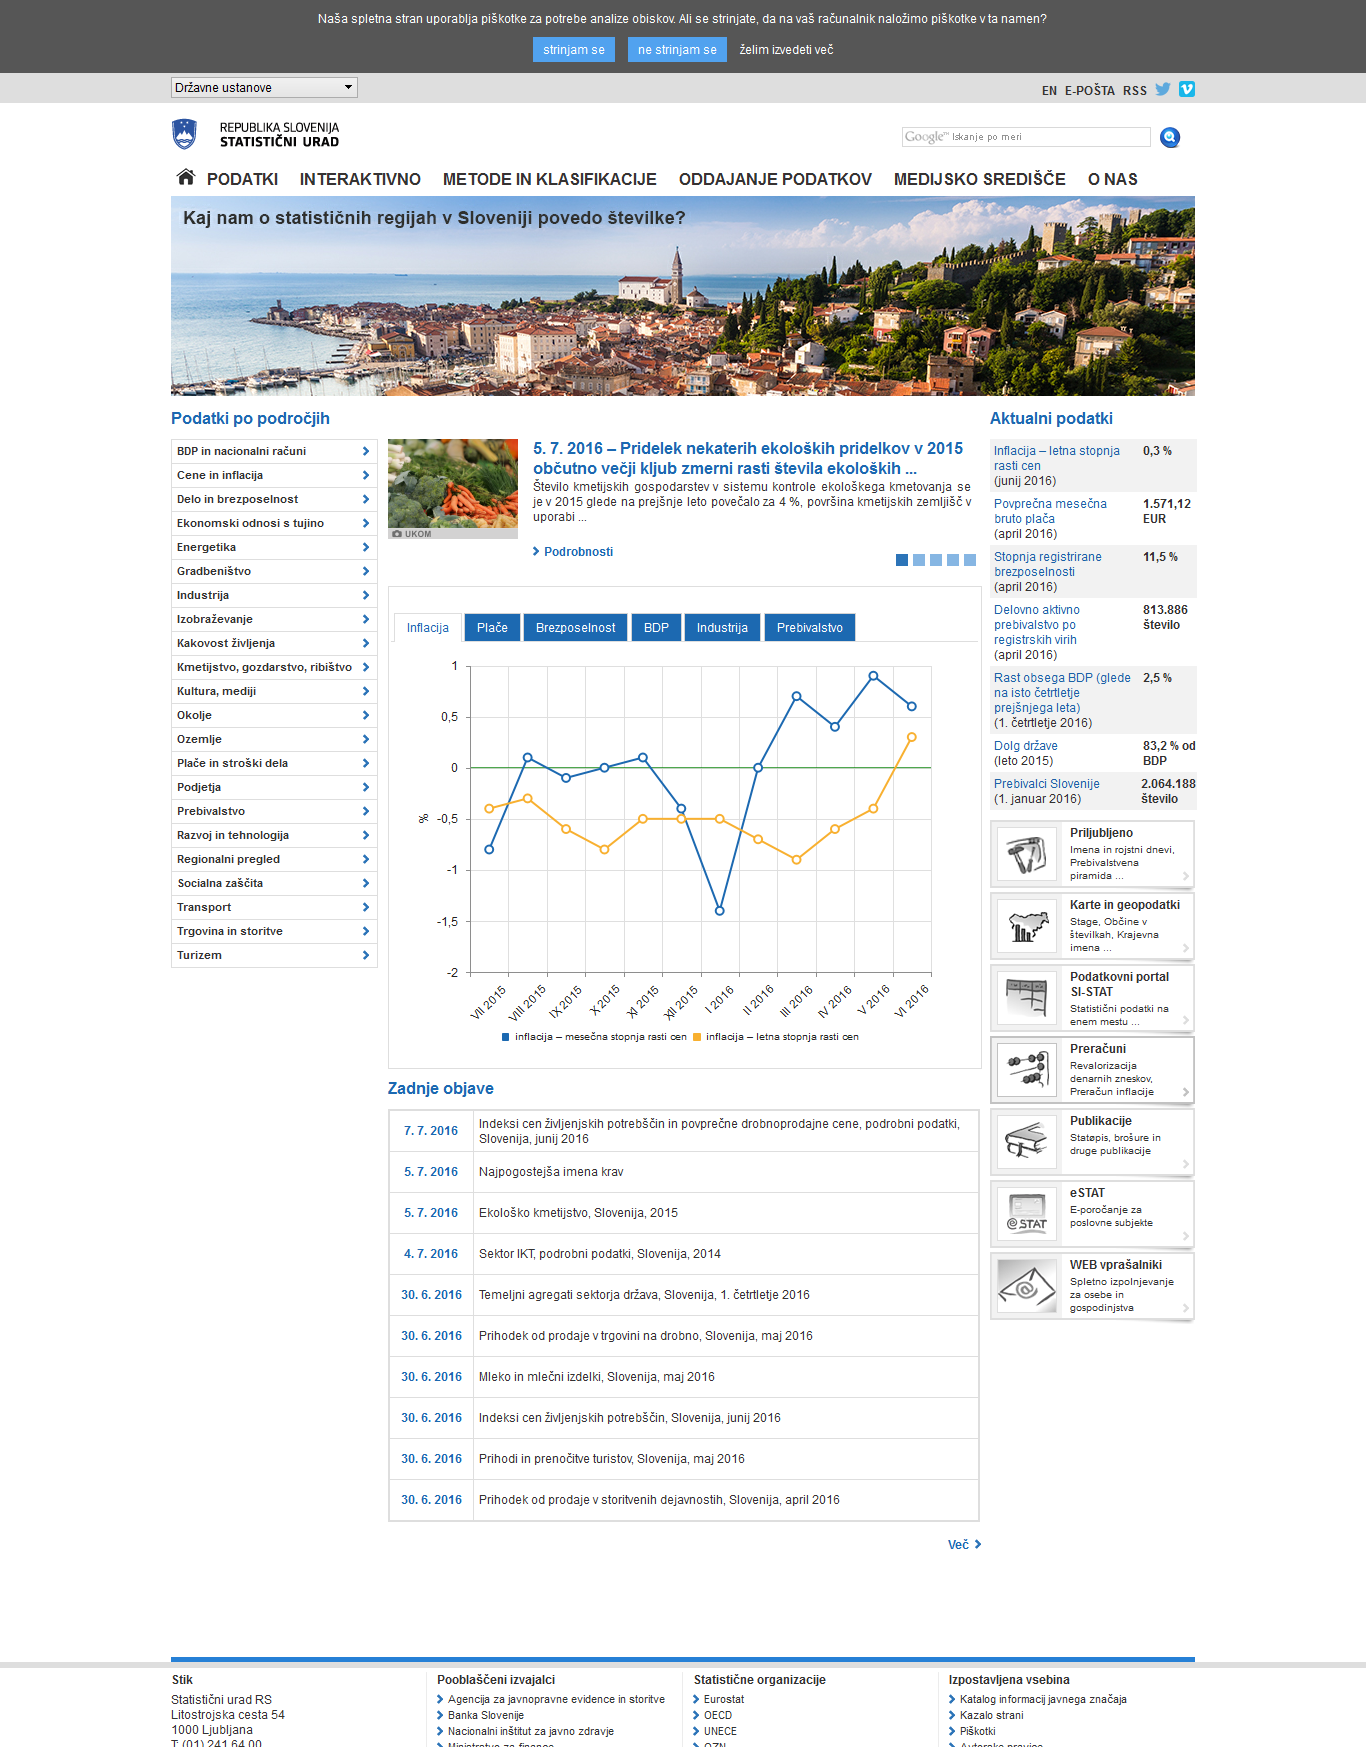 Naša spletna stran uporablja piškotke za potrebe analize obiskov. Ali se strinjate, da na vaš računalnik naložimo piškotke v ta namen?
strinjam se
ne strinjam se
želim izvedeti več
Državne ustanove
EN E-POŠTA RSS
REPUBLIKA SLOVENIJA
STATISTIČNI URAD
Google™ Iskanje po meri
PODATKI INTERAKTIVNO METODE IN KLASIFIKACIJE ODDAJANJE PODATKOV MEDIJSKO SREDIŠČE O NAS
Kaj nam o statističnih regijah v Sloveniji povedo številke?
Podatki po področjih
BDP in nacionalni računi
Cene in inflacija
Delo in brezposelnost
Ekonomski odnosi s tujino
Energetika
Gradbeništvo
Industrija
Izobraževanje
Kakovost življenja
Kmetijstvo, gozdarstvo, ribištvo
Kultura, mediji
Okolje
Ozemlje
Plače in stroški dela
Podjetja
Prebivalstvo
Razvoj in tehnologija
Regionalni pregled
Socialna zaščita
Transport
Trgovina in storitve
Turizem
UKOM
5. 7. 2016 – Pridelek nekaterih ekoloških pridelkov v 2015
občutno večji kljub zmerni rasti števila ekoloških ...
Število kmetijskih gospodarstev v sistemu kontrole ekološkega kmetovanja se
je v 2015 glede na prejšnje leto povečalo za 4 %, površina kmetijskih zemljišč v
uporabi ...
Podrobnosti
Inflacija
Plače
Brezposelnost
BDP
Industrija
Prebivalstvo
1
0,5
0
-0,5
-1
-1,5
-2
%
VII 2015
VIII 2015
IX 2015
X 2015
XI 2015
XII 2015
I 2016
II 2016
III 2016
IV 2016
V 2016
VI 2016
inflacija – mesečna stopnja rasti cen
inflacija – letna stopnja rasti cen
Zadnje objave
7. 7. 2016 Indeksi cen življenjskih potrebščin in povprečne drobnoprodajne cene, podrobni podatki,
Slovenija, junij 2016
5. 7. 2016 Najpogostejša imena krav
5. 7. 2016 Ekološko kmetijstvo, Slovenija, 2015
4. 7. 2016 Sektor IKT, podrobni podatki, Slovenija, 2014
30. 6. 2016 Temeljni agregati sektorja država, Slovenija, 1. četrtletje 2016
30. 6. 2016 Prihodek od prodaje v trgovini na drobno, Slovenija, maj 2016
30. 6. 2016 Mleko in mlečni izdelki, Slovenija, maj 2016
30. 6. 2016 Indeksi cen življenjskih potrebščin, Slovenija, junij 2016
30. 6. 2016 Prihodi in prenočitve turistov, Slovenija, maj 2016
30. 6. 2016 Prihodek od prodaje v storitvenih dejavnostih, Slovenija, april 2016
Več
Aktualni podatki
Inflacija – letna stopnja 0,3 %
rasti cen
(junij 2016)
Povprečna mesečna 1.571,12
bruto plača EUR
(april 2016)
Stopnja registrirane 11,5 %
brezposelnosti
(april 2016)
Delovno aktivno 813.886
prebivalstvo po število
registrskih virih
(april 2016)
Rast obsega BDP (glede 2,5 %
na isto četrtletje
prejšnjega leta)
(1. četrtletje 2016)
Dolg države 83,2 % od
(leto 2015) BDP
Prebivalci Slovenije 2.064.188
(1. januar 2016) število
Priljubljeno
Imena in rojstni dnevi,
Prebivalstvena
piramida ...
Karte in geopodatki
Stage, Občine v
številkah, Krajevna
imena ...
Podatkovni portal
SI-STAT
Statistični podatki na
enem mestu ...
Preračuni
Revalorizacija
denarnih zneskov,
Preračun inflacije
Publikacije
Statøpis, brošure in
druge publikacije
@STAT
eSTAT
E-poročanje za
poslovne subjekte
WEB vprašalniki
Spletno izpolnjevanje
za osebe in
gospodinjstva
Stik
Statistični urad RS
Litostrojska cesta 54
1000 Ljubljana
T: (01) 241 64 00
Pooblaščeni izvajalci
Agencija za javnopravne evidence in storitve
Banka Slovenije
Nacionalni inštitut za javno zdravje
Ministrstvo za finance
Statistične organizacije
Eurostat
OECD
UNECE
OZN
Izpostavljena vsebina
Katalog informacij javnega značaja
Kazalo strani
Piškotki
Avtorske pravice